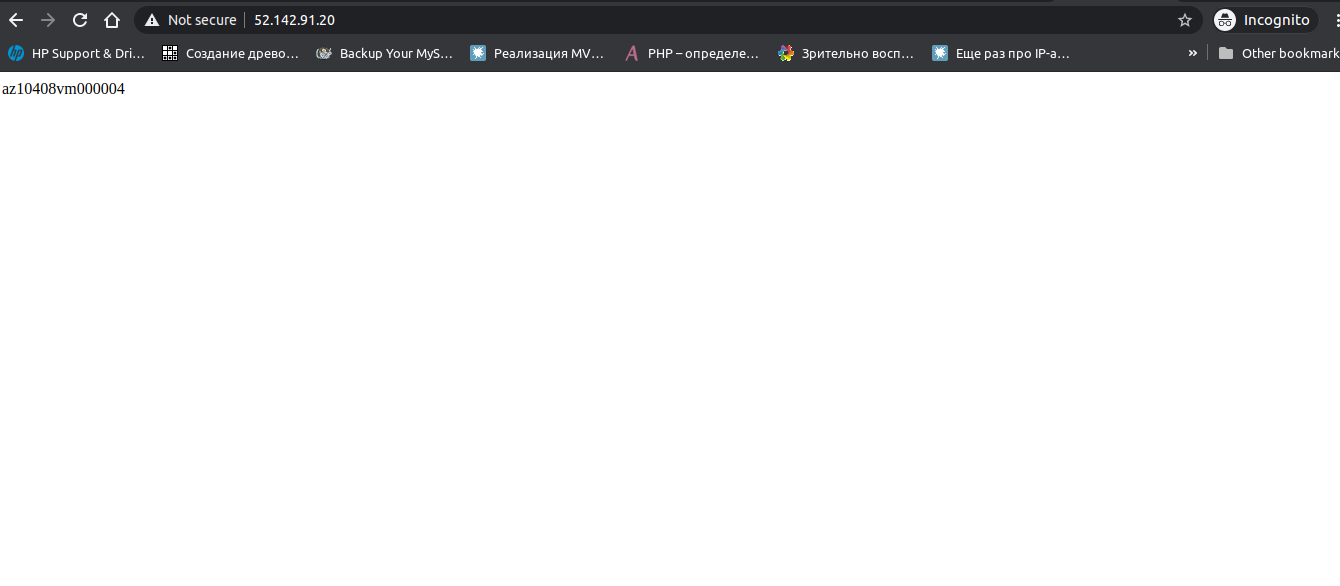 Not secure 52.142.91.20 Incognito
HP Support & Dri... Создание древо... Backup Your MyS... Реализация MV... PHP – определе... Зрительно восп... Еще раз про IP-а... » Other bookmark
az10408vm000004